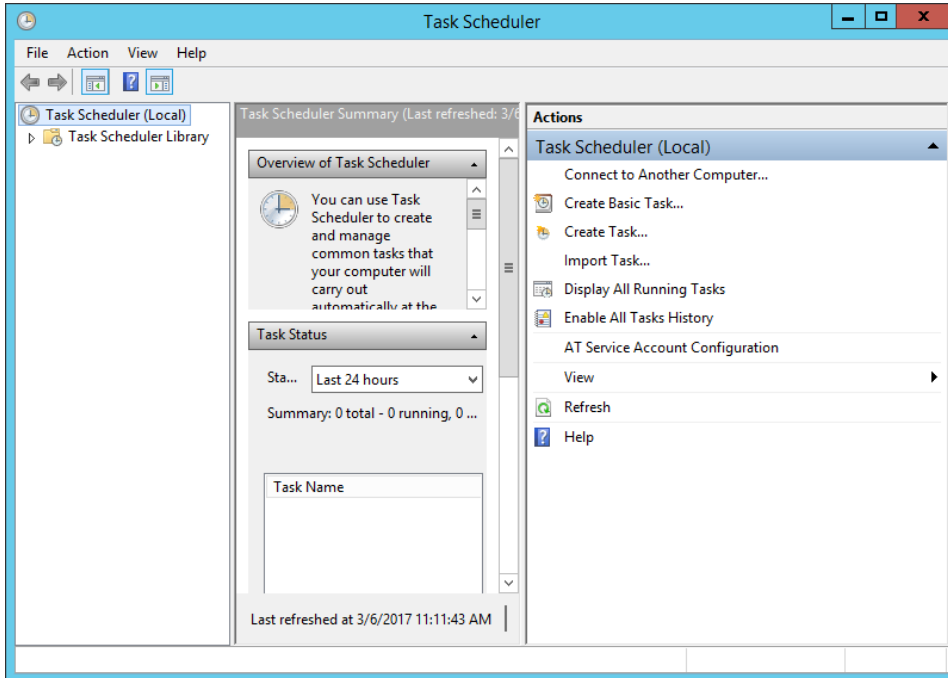 Task Scheduler
File Action View Help
Task Scheduler (Local)
Task Scheduler Library
Task Scheduler Summary (Last refreshed: 3/6
Overview of Task Scheduler
You can use Task
Scheduler to create
and manage
common tasks that
your computer will
carry out
automatically at the
Task Status
Sta... Last 24 hours
Summary: 0 total - 0 running, 0 ...
Task Name
Last refreshed at 3/6/2017 11:11:43 AM
Actions
Task Scheduler (Local)
Connect to Another Computer...
Create Basic Task...
Create Task...
Import Task...
Display All Running Tasks
Enable All Tasks History
AT Service Account Configuration
View
Refresh
Help